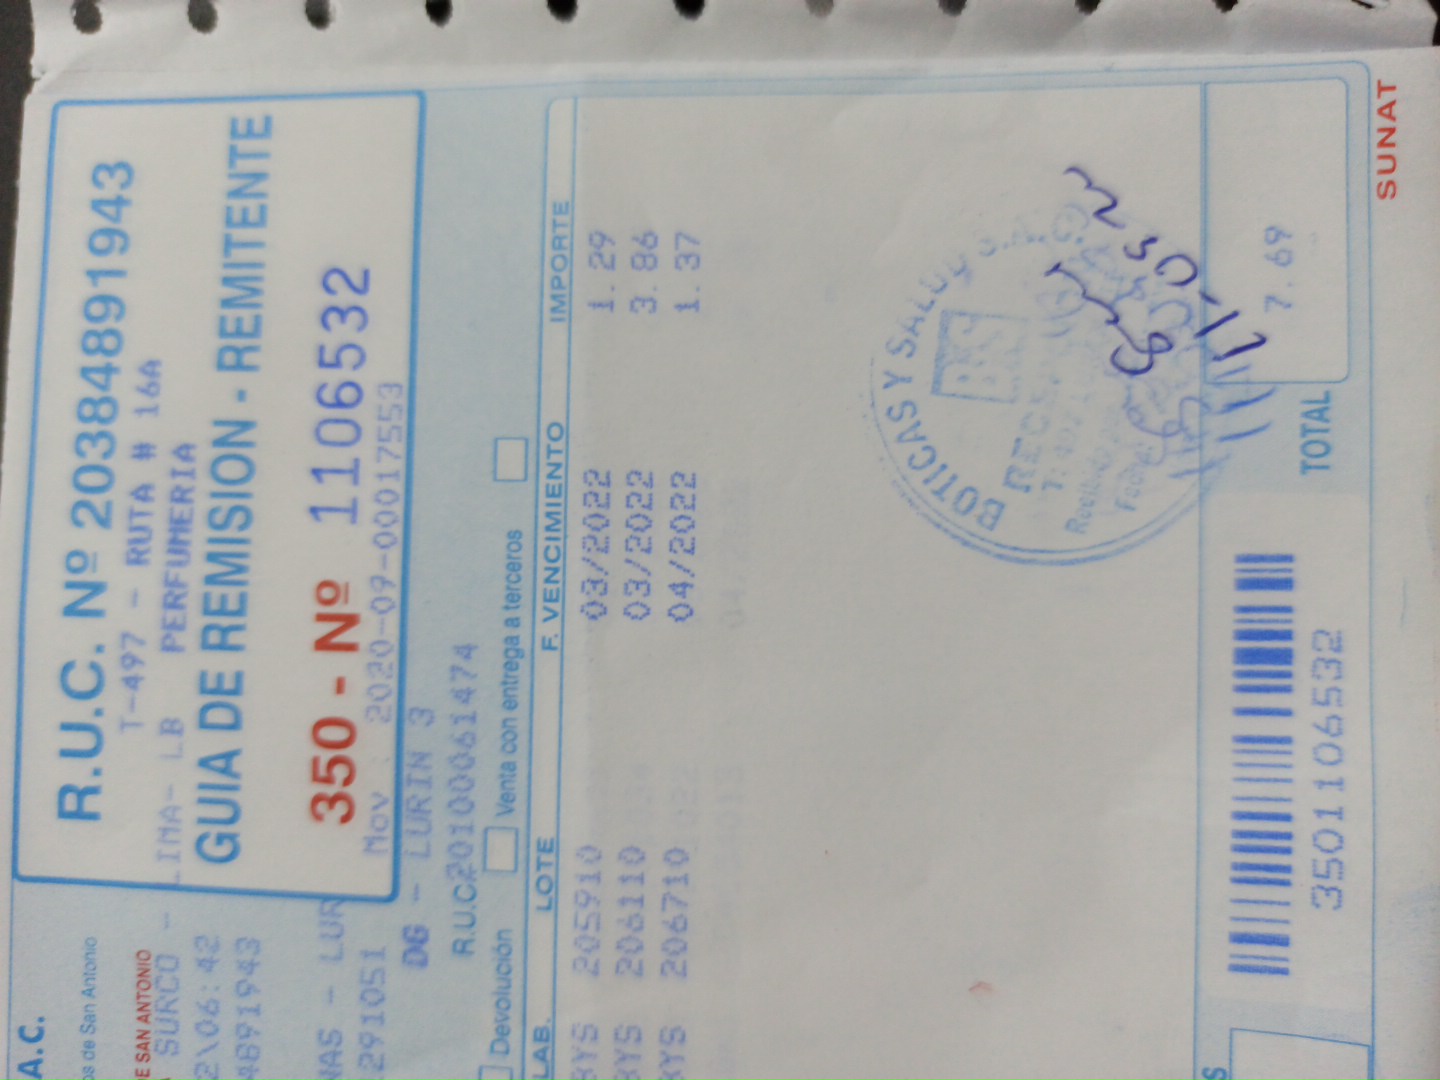 R.U.C. Nº 20384891943
T-497 - RUTA # 16A
LIMA- LB PERFUMERIA
GUIA DE REMISION - REMITENTE
350 - Nº 1106532
Mov : 2020-09-00017553
A.C.
os de San Antonio
DE SAN ANTONIO
SURCO -
2\06:42
4891943
NAS - LUR
291051
DG - LURIN 3
R.U.C. 20100061474
Devolución
Venta con entrega a terceros
LAB. LOTE F. VENCIMIENTO IMPORTE
RYS 205910 03/2022 1.29
RYS 206110 03/2022 3.86
RYS 206710 04/2022 1.37
BOTICAS Y SALUD
TOTAL 7.69
3501106532
SUNAT